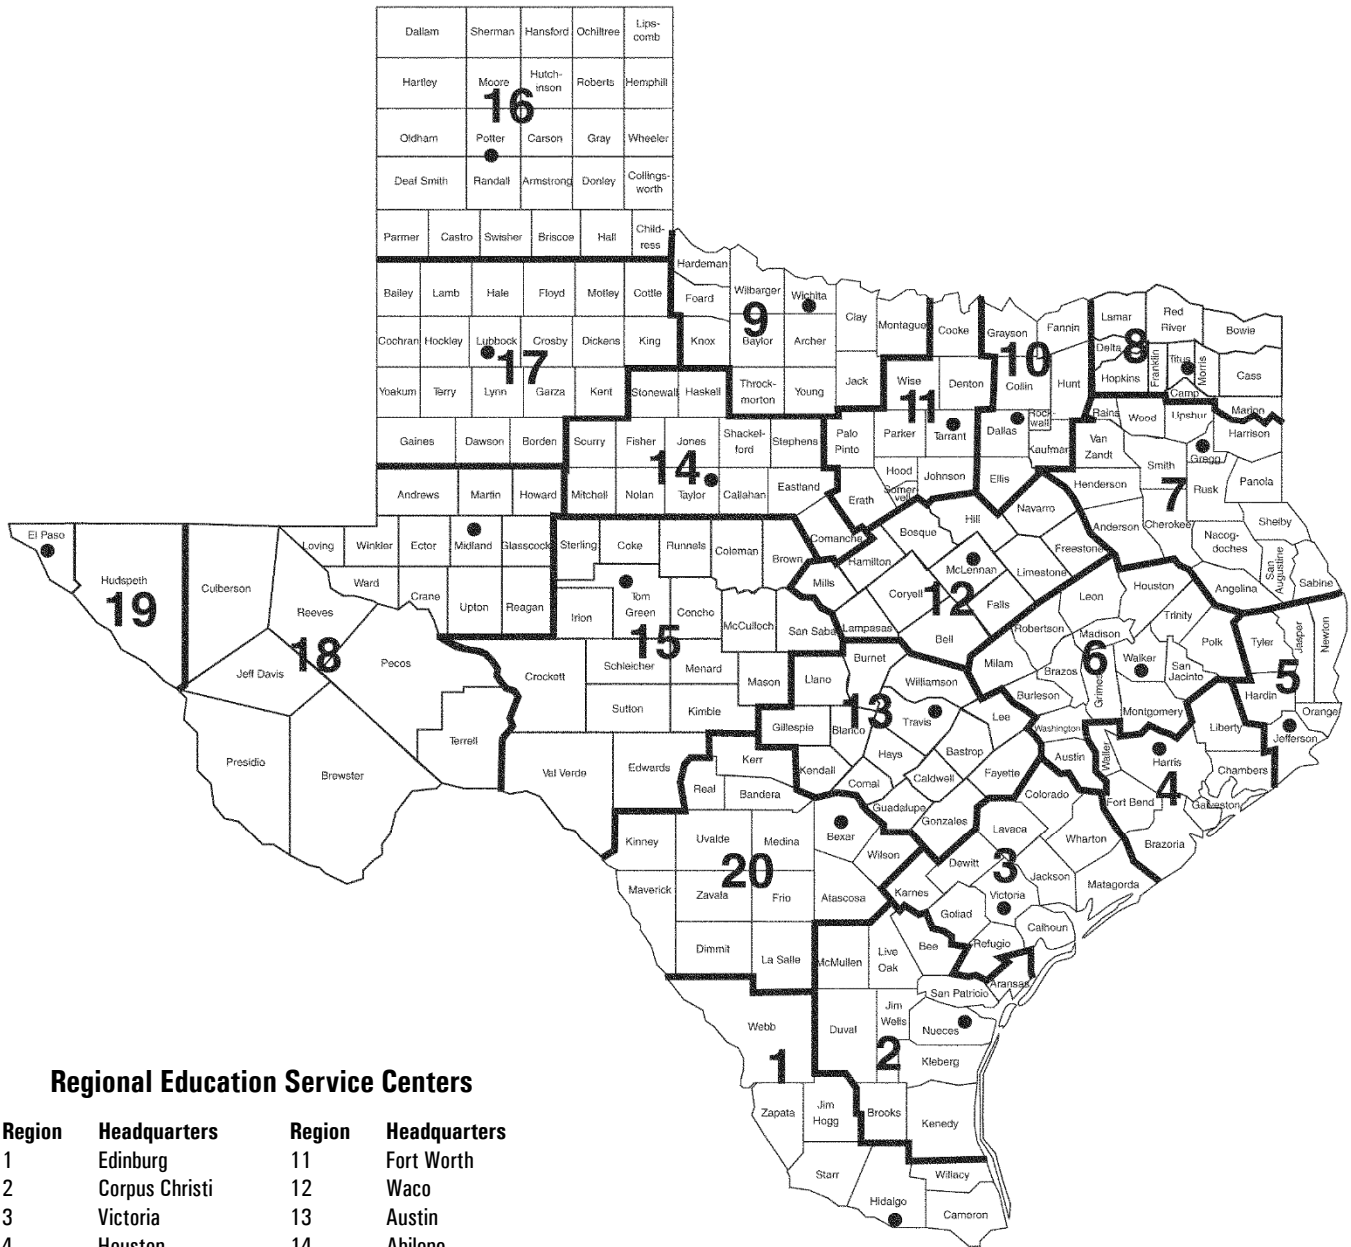 Dallam Sherman Hansford Ochiltree Lips-
comb
Hartley Moore Hutch-
inson Roberts Hemphill
16
Oldham Potter Carson Gray Wheeler
Deaf Smith Randall Armstrong Donley Collings-
worth
Parmer Castro Swisher Briscoe Hall Child-
ress
Hardeman
Bailey Lamb Hale Floyd Motley Cottle Foard Wilbarger Wichita
9
Clay Montague Cooke Grayson Fannin Lamar Red
River Bowie
Cochran Hockley Lubbock Crosby Dickens King Knox Baylor Archer
17
10
8
Delta Hopkins Franklin Titus Morris Camp Cass
Yoakum Terry Lynn Garza Kent Stonewall Haskell Throck-
morton Young Jack Wise Denton Collin Hunt
11
Rains Wood Upshur Marion
Gaines Dawson Borden Scurry Fisher Jones Shackel-
ford Stephens Palo
Pinto Parker Tarrant Dallas Rock-
wall Kaufman Van
Zandt Smith Gregg Harrison
14
7
Andrews Martin Howard Mitchell Nolan Taylor Callahan Eastland Erath Hood Somer-
vell Johnson Ellis Henderson Rusk Panola
El Paso Hudspeth Culberson Loving Winkler Ector Midland Glasscock Sterling Coke Runnels Coleman Brown Comanche Hamilton Bosque Hill Navarro Freestone Anderson Cherokee Nacog-
doches Shelby
19
Ward Crane Upton Reagan Irion Tom
Green Concho McCulloch San Saba Mills Lampasas Coryell McLennan Limestone Falls Bell Leon Houston Trinity Angelina San
Augustine Sabine
12
Reeves Jeff Davis Pecos
18
15
Crockett Schleicher Menard Mason Llano Burnet Williamson Milam Robertson Madison Brazos Grimes Walker San
Jacinto Polk Tyler Jasper Newton
6
5
Presidio Brewster Terrell Val Verde Sutton Kimble Edwards Gillespie Blanco Travis Hays Lee Burleson Washington Montgomery Liberty Hardin Orange Jefferson
13
Kerr Real Bandera Kendall Comal Caldwell Bastrop Fayette Austin Waller Harris Chambers
4
Kinney Uvalde Medina Bexar Guadalupe Gonzales Lavaca Colorado Wharton Fort Bend Galveston Brazoria
20
Maverick Zavala Frio Atascosa Wilson Karnes Dewitt Victoria Jackson Matagorda
3
Dimmit La Salle McMullen Live
Oak Bee Goliad Refugio Calhoun Aransas San Patricio
Webb Duval Jim
Wells Nueces Kleberg
1
2
Zapata Jim
Hogg Brooks Kenedy
Starr Hidalgo Willacy Cameron
Regional Education Service Centers
Region Headquarters Region Headquarters
1 Edinburg 11 Fort Worth
2 Corpus Christi 12 Waco
3 Victoria 13 Austin
4 Houston 14 Abilene